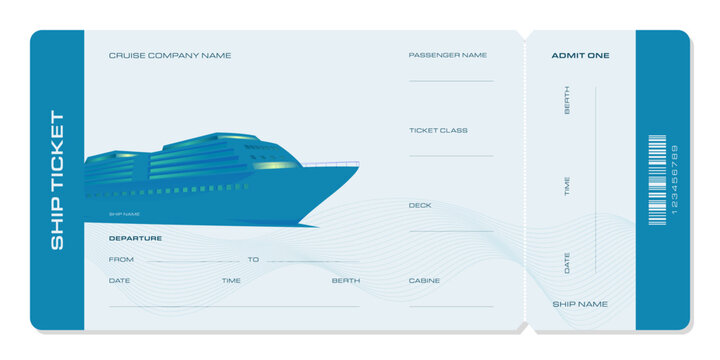 SHIP TICKET
CRUISE COMPANY NAME
SHIP NAME
DEPARTURE
FROM TO
DATE TIME BERTH
PASSENGER NAME
TICKET CLASS
DECK
CABINE
ADMIT ONE
BERTH
TIME
DATE
SHIP NAME
123456789